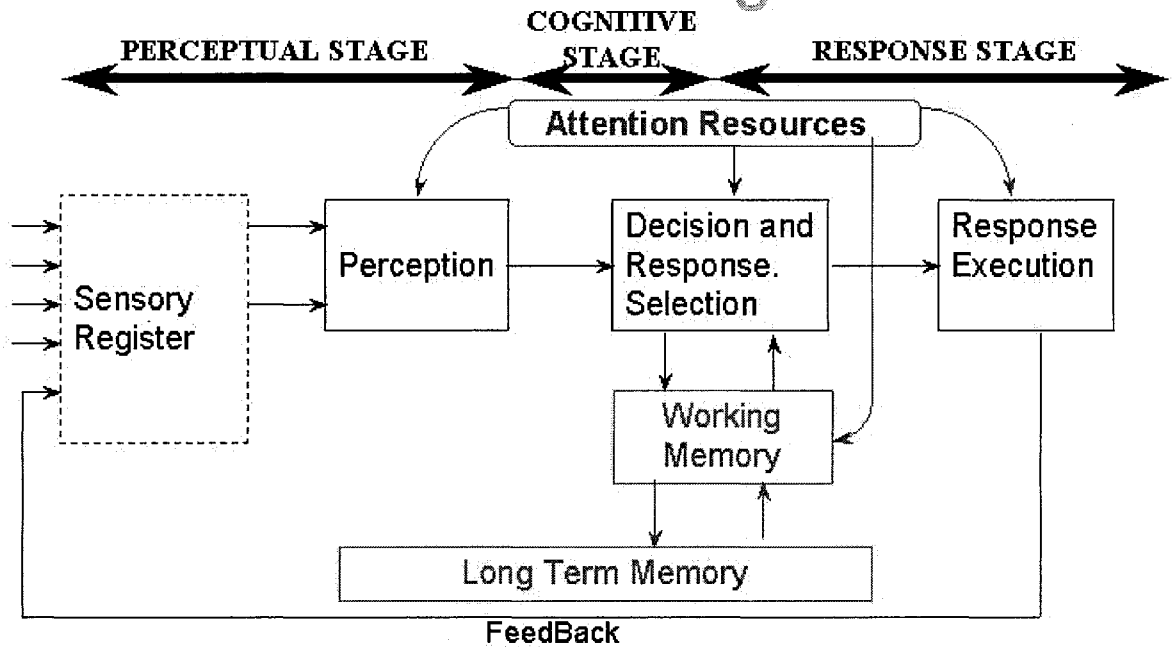 COGNITIVE
STAGE
PERCEPTUAL STAGE
RESPONSE STAGE
Attention Resources
Sensory
Register
Perception
Decision and
Response.
Selection
Response
Execution
Working
Memory
Long Term Memory
FeedBack